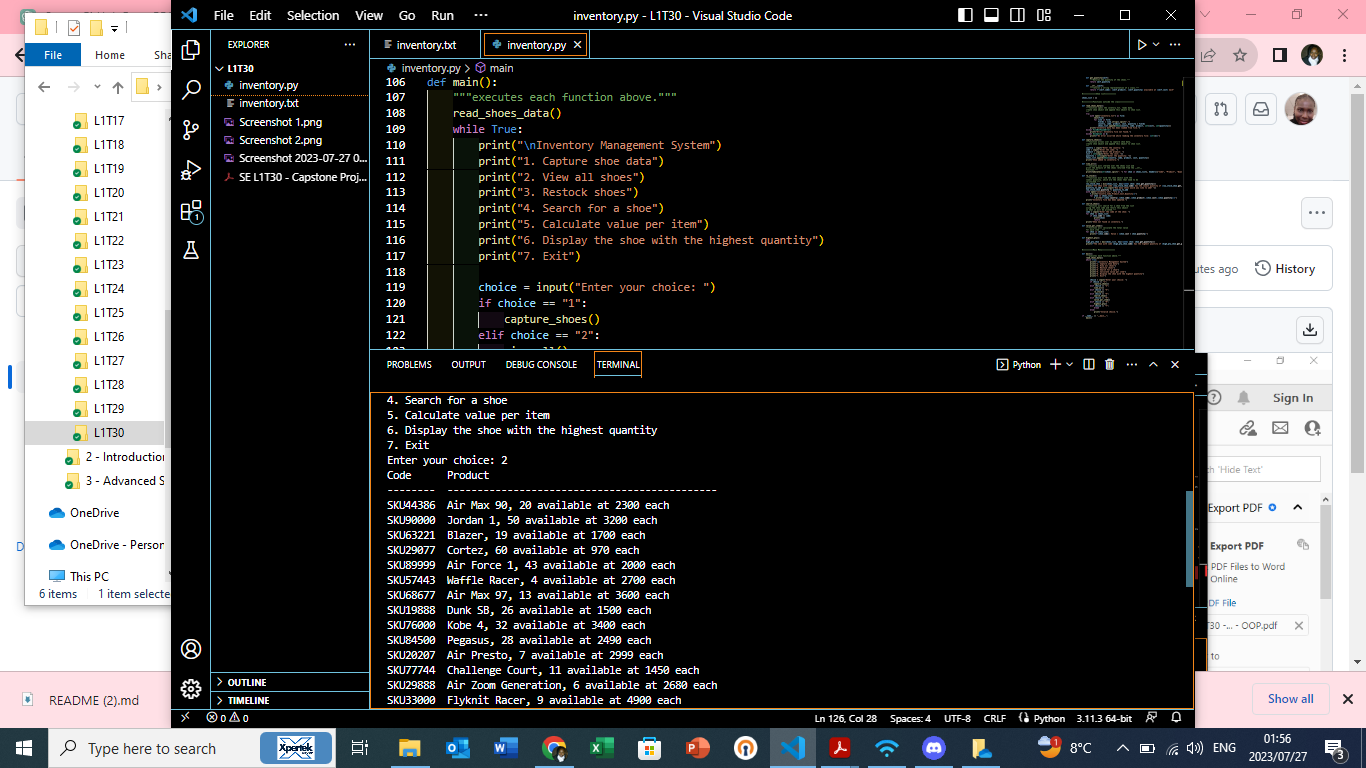 File Edit Selection View Go Run ··· inventory.py - L1T30 - Visual Studio Code
File Home Sha
EXPLORER
L1T30
inventory.py
inventory.txt
Screenshot 1.png
Screenshot 2.png
Screenshot 2023-07-27 0...
SE L1T30 - Capstone Proj...
OUTLINE
TIMELINE
1
L1T17
L1T18
L1T19
L1T20
L1T21
L1T22
L1T23
L1T24
L1T25
L1T26
L1T27
L1T28
L1T29
L1T30
2 - Introduction
3 - Advanced S
OneDrive
OneDrive - Person
This PC
6 items 1 item selecte
inventory.txt inventory.py
inventory.py > main
106 def main():
107 """executes each function above."""
108 read_shoes_data()
109 while True:
110 print("\nInventory Management System")
111 print("1. Capture shoe data")
112 print("2. View all shoes")
113 print("3. Restock shoes")
114 print("4. Search for a shoe")
115 print("5. Calculate value per item")
116 print("6. Display the shoe with the highest quantity")
117 print("7. Exit")
118
119 choice = input("Enter your choice: ")
120 if choice == "1":
121 capture_shoes()
122 elif choice == "2":
PROBLEMS OUTPUT DEBUG CONSOLE TERMINAL Python
4. Search for a shoe
5. Calculate value per item
6. Display the shoe with the highest quantity
7. Exit
Enter your choice: 2
Code Product
-------- ---------------------------------------------
SKU44386 Air Max 90, 20 available at 2300 each
SKU90000 Jordan 1, 50 available at 3200 each
SKU63221 Blazer, 19 available at 1700 each
SKU29077 Cortez, 60 available at 970 each
SKU89999 Air Force 1, 43 available at 2000 each
SKU57443 Waffle Racer, 4 available at 2700 each
SKU68677 Air Max 97, 13 available at 3600 each
SKU19888 Dunk SB, 26 available at 1500 each
SKU76000 Kobe 4, 32 available at 3400 each
SKU84500 Pegasus, 28 available at 2490 each
SKU20207 Air Presto, 7 available at 2999 each
SKU77744 Challenge Court, 11 available at 1450 each
SKU29888 Air Zoom Generation, 6 available at 2680 each
SKU33000 Flyknit Racer, 9 available at 4900 each
0 0 Ln 126, Col 28 Spaces: 4 UTF-8 CRLF Python 3.11.3 64-bit
utes ago History
Sign In
ch 'Hide Text'
Export PDF
Export PDF
PDF Files to Word
Online
DF File
T30 -... - OOP.pdf
to
README (2).md
Show all
Type here to search Xpertek
1 8°C ENG 01:56
2023/07/27
3